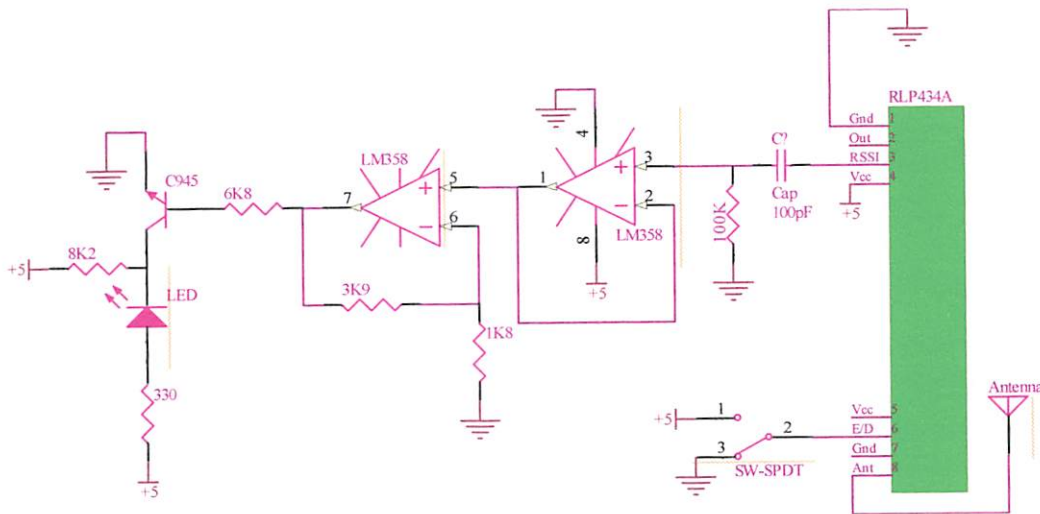 RLP434A
Gnd 1
Out 2
RSSI 3
Vcc 4
+5
C?
Cap
100pF
100K
4
3
1
2
LM358
8
+5
LM358
5
7
+
6
−
+
−
C945
6K8
8K2
+5
LED
3K9
1K8
330
+5
Antenna
Vcc 5
E/D 6
Gnd 7
Ant 8
+5
1
2
3
SW-SPDT